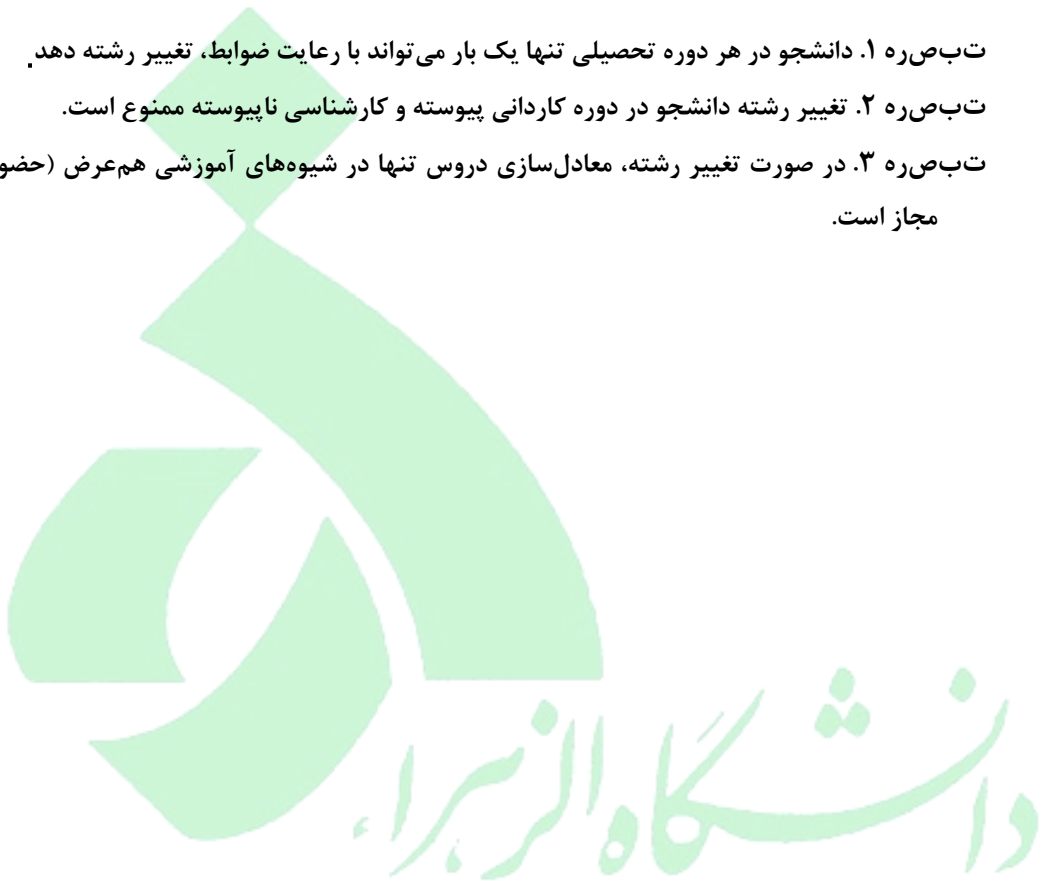 تبصره ۱. دانشجو در هر دوره تحصیلی تنها یک بار می‌تواند با رعایت ضوابط، تغییر رشته دهد.
تبصره ۲. تغییر رشته دانشجو در دوره کاردانی پیوسته و کارشناسی ناپیوسته ممنوع است.
تبصره ۳. در صورت تغییر رشته، معادل‌سازی دروس تنها در شیوه‌های آموزشی هم‌عرض (حضو
مجاز است.
دانشگاه الزهراء